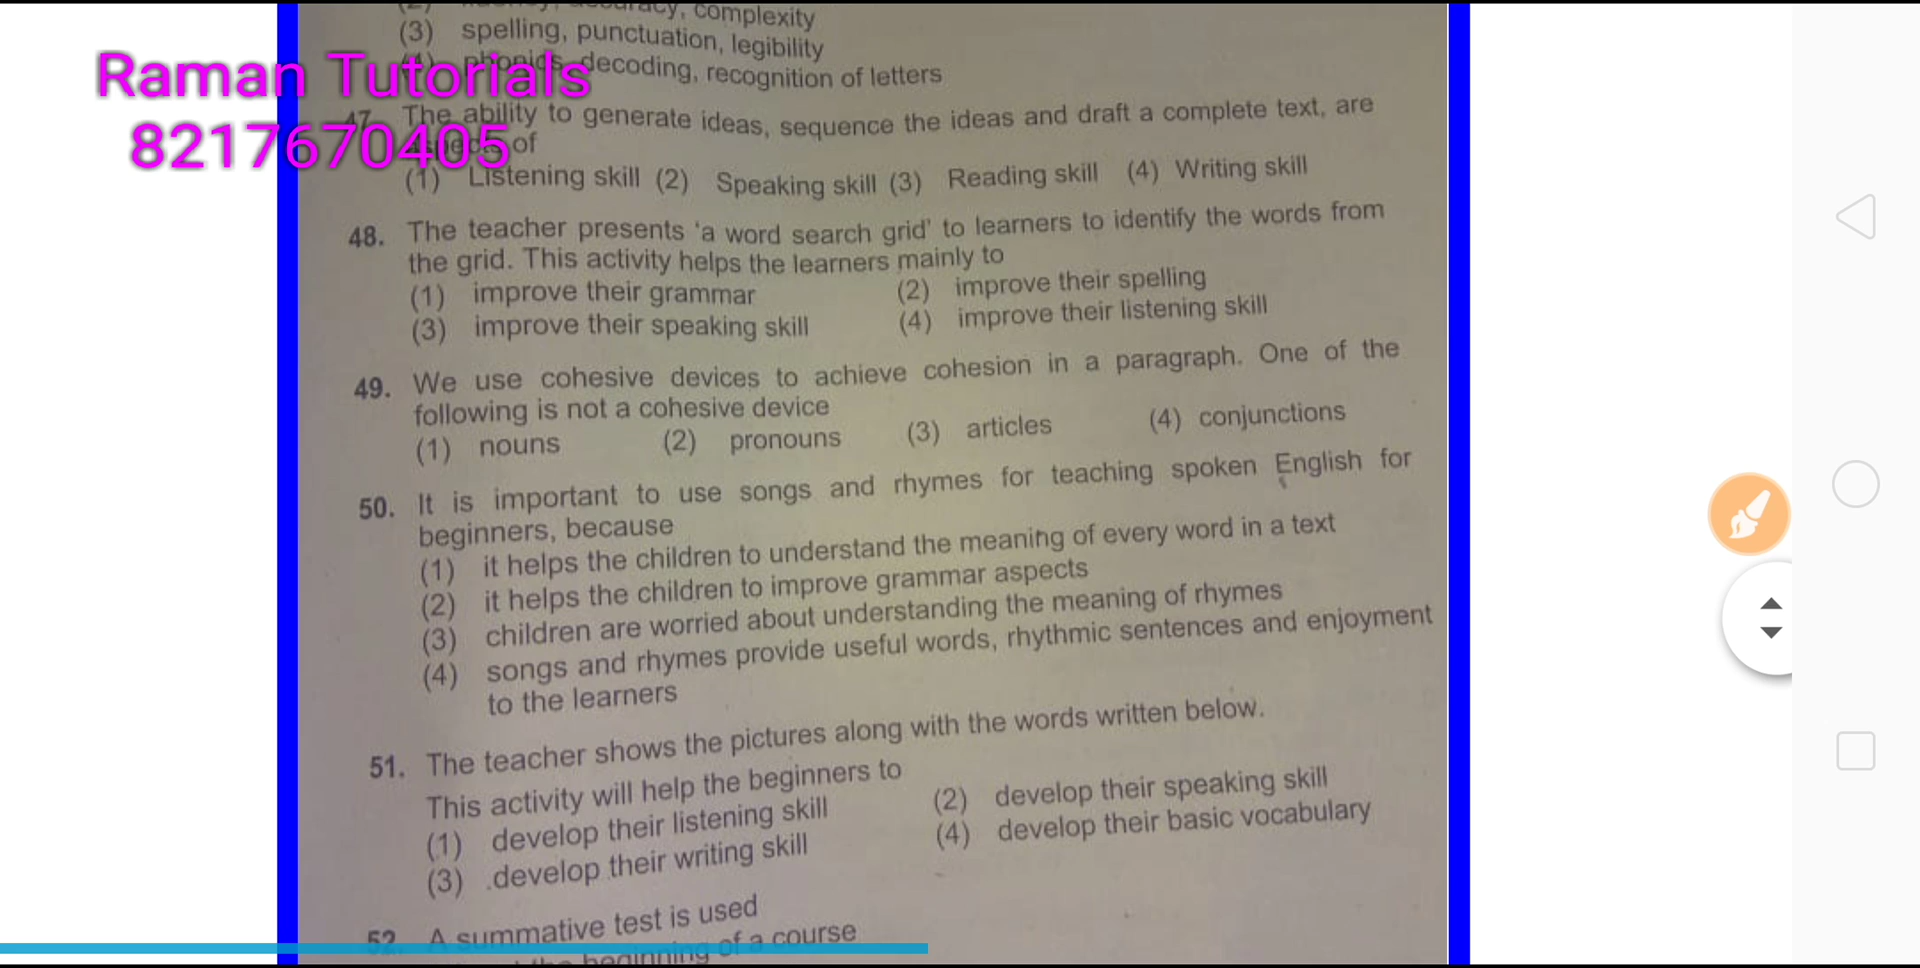 complexity
(3) spelling, punctuation, legibility
decoding, recognition of letters
Raman Tutorials
8217670405
47. The ability to generate ideas, sequence the ideas and draft a complete text, are
of
(1) Listening skill (2) Speaking skill (3) Reading skill (4) Writing skill
48. The teacher presents 'a word search grid' to learners to identify the words from
the grid. This activity helps the learners mainly to
(1) improve their grammar (2) improve their spelling
(3) improve their speaking skill (4) improve their listening skill
49. We use cohesive devices to achieve cohesion in a paragraph. One of the
following is not a cohesive device
(1) nouns (2) pronouns (3) articles (4) conjunctions
50. It is important to use songs and rhymes for teaching spoken English for
beginners, because
(1) it helps the children to understand the meaning of every word in a text
(2) it helps the children to improve grammar aspects
(3) children are worried about understanding the meaning of rhymes
(4) songs and rhymes provide useful words, rhythmic sentences and enjoyment
to the learners
51. The teacher shows the pictures along with the words written below.
This activity will help the beginners to
(1) develop their listening skill (2) develop their speaking skill
(3) .develop their writing skill (4) develop their basic vocabulary
52. A summative test is used
beginning of a course